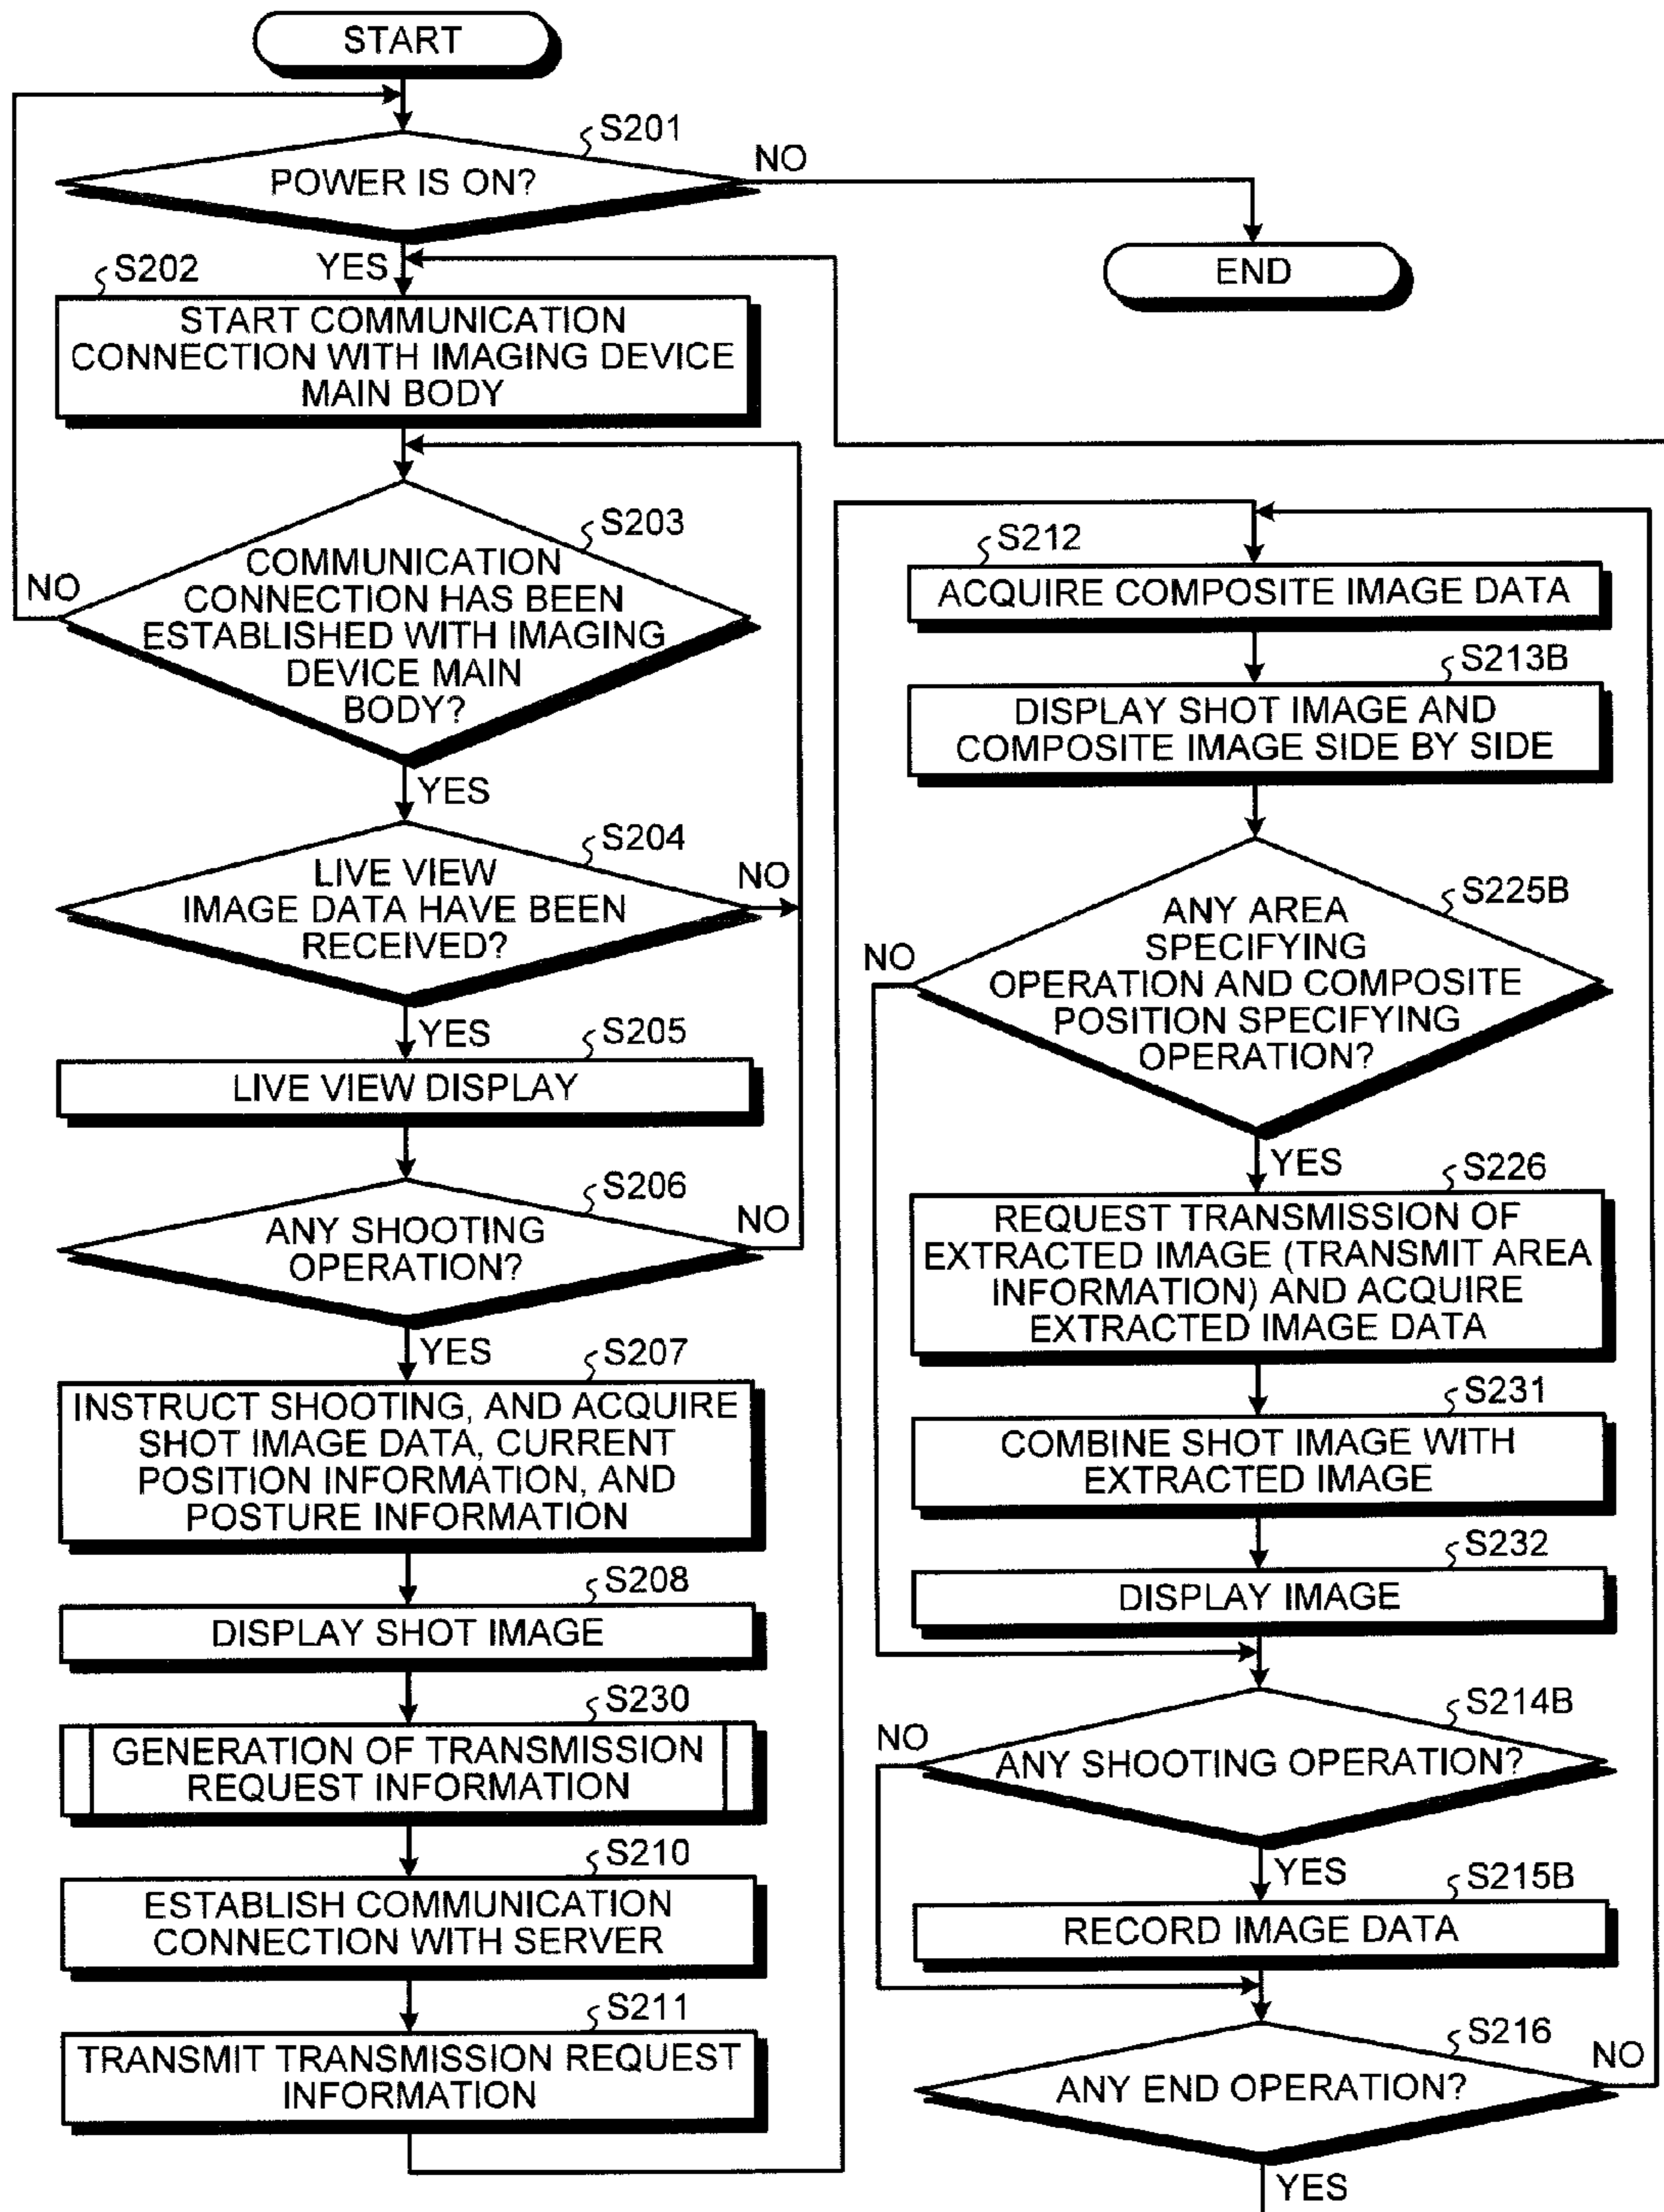 START
S201
POWER IS ON?
NO
END
YES
S202
START COMMUNICATION
CONNECTION WITH IMAGING DEVICE
MAIN BODY
S203
COMMUNICATION
CONNECTION HAS BEEN
ESTABLISHED WITH IMAGING
DEVICE MAIN
BODY?
NO
YES
S204
LIVE VIEW
IMAGE DATA HAVE BEEN
RECEIVED?
NO
YES
S205
LIVE VIEW DISPLAY
S206
ANY SHOOTING
OPERATION?
NO
YES
S207
INSTRUCT SHOOTING, AND ACQUIRE
SHOT IMAGE DATA, CURRENT
POSITION INFORMATION, AND
POSTURE INFORMATION
S208
DISPLAY SHOT IMAGE
S230
GENERATION OF TRANSMISSION
REQUEST INFORMATION
S210
ESTABLISH COMMUNICATION
CONNECTION WITH SERVER
S211
TRANSMIT TRANSMISSION REQUEST
INFORMATION
S212
ACQUIRE COMPOSITE IMAGE DATA
S213B
DISPLAY SHOT IMAGE AND
COMPOSITE IMAGE SIDE BY SIDE
S225B
ANY AREA
SPECIFYING
OPERATION AND COMPOSITE
POSITION SPECIFYING
OPERATION?
NO
YES
S226
REQUEST TRANSMISSION OF
EXTRACTED IMAGE (TRANSMIT AREA
INFORMATION) AND ACQUIRE
EXTRACTED IMAGE DATA
S231
COMBINE SHOT IMAGE WITH
EXTRACTED IMAGE
S232
DISPLAY IMAGE
S214B
ANY SHOOTING OPERATION?
NO
YES
S215B
RECORD IMAGE DATA
S216
ANY END OPERATION?
NO
YES